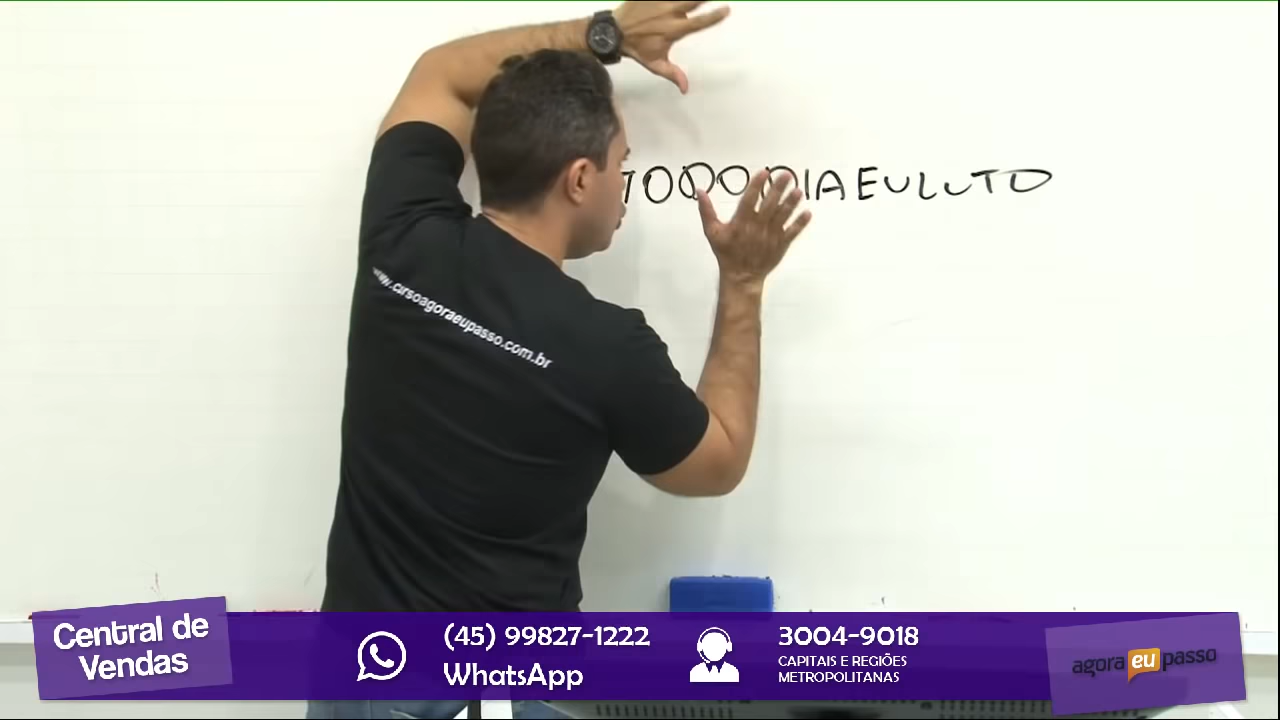 TODODIAEULUTO
www.cursoagoraeupasso.com.br
Central de
Vendas
(45) 99827-1222
WhatsApp
3004-9018
CAPITAIS E REGIÕES
METROPOLITANAS
agora eu passo